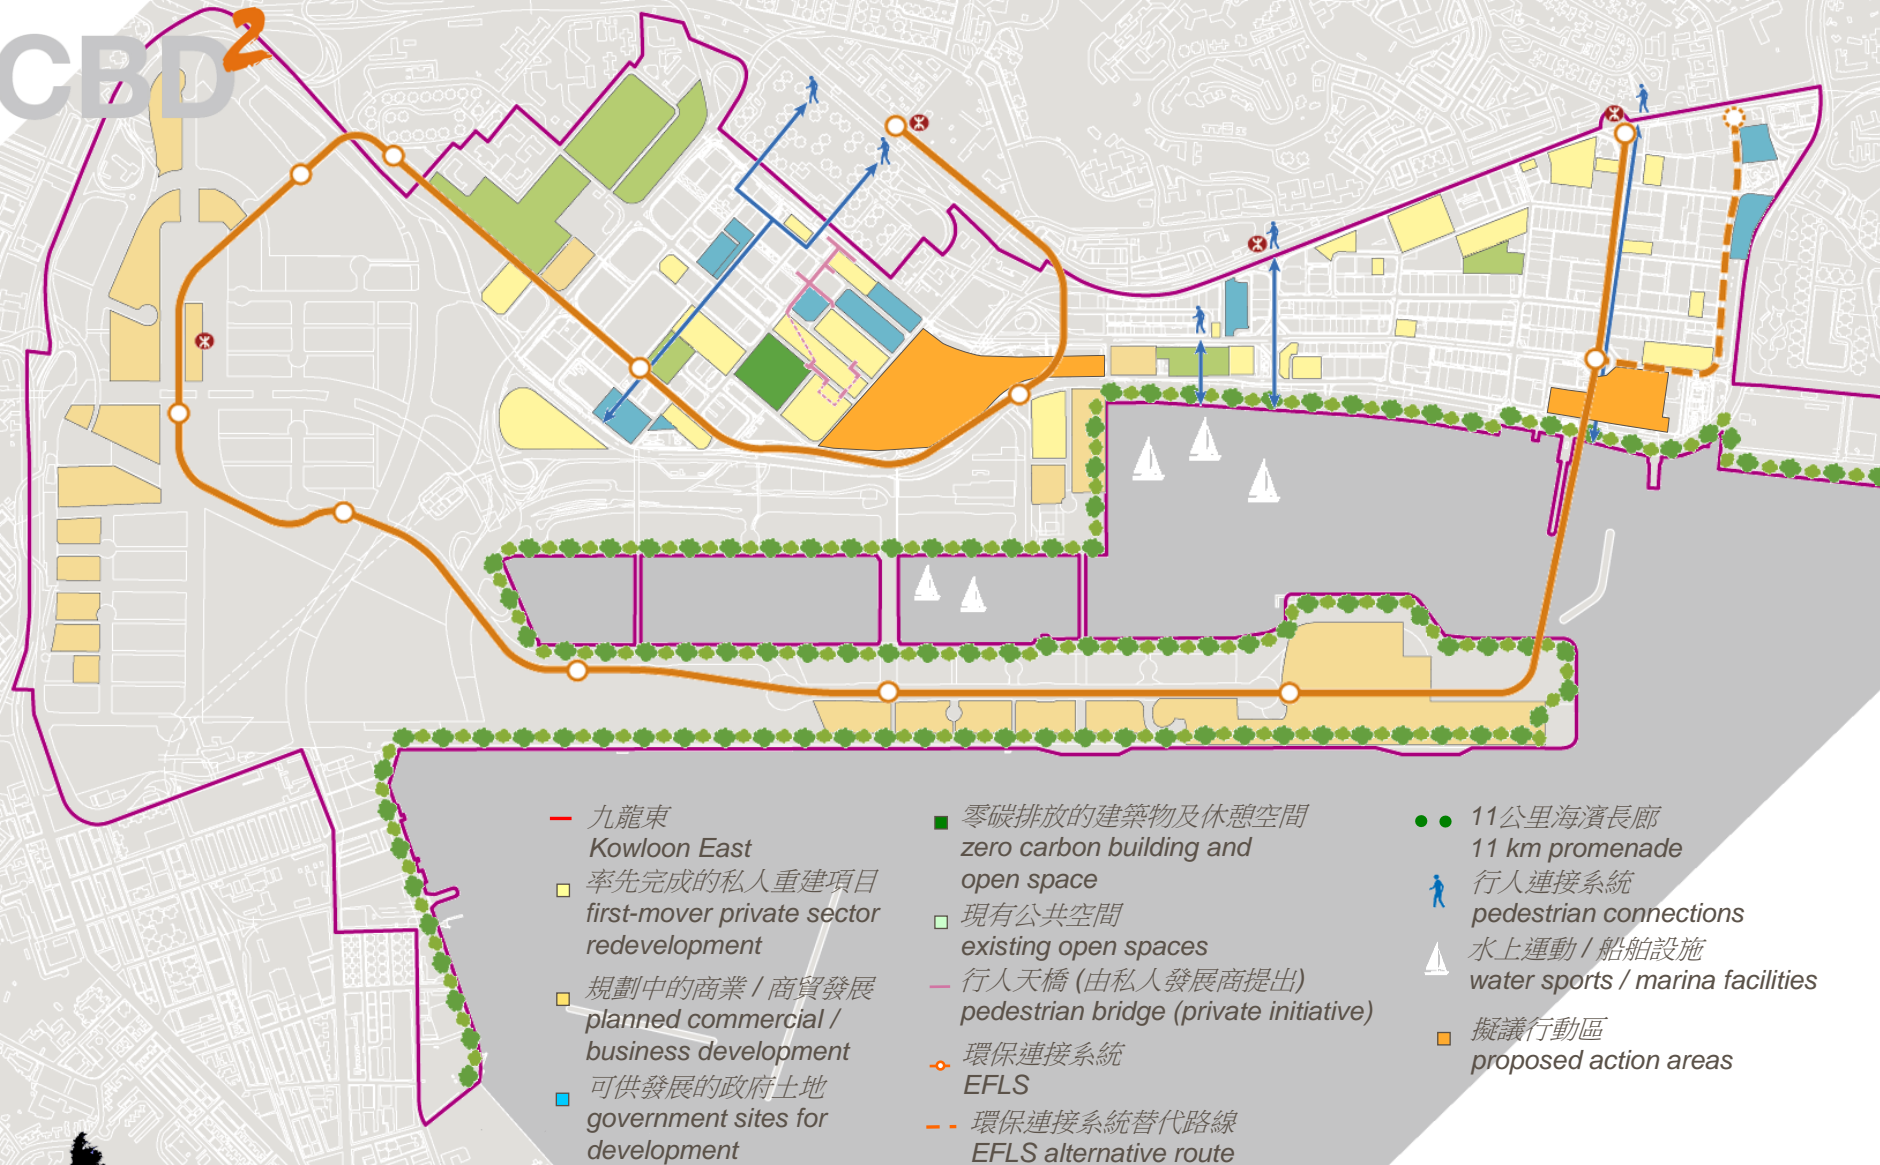 CBD
2
九龍東
Kowloon East
率先完成的私人重建項目
first-mover private sector
redevelopment
規劃中的商業 / 商貿發展
planned commercial /
business development
可供發展的政府土地
government sites for
development
零碳排放的建築物及休憩空間
zero carbon building and
open space
現有公共空間
existing open spaces
行人天橋 (由私人發展商提出)
pedestrian bridge (private initiative)
環保連接系統
EFLS
環保連接系統替代路線
EFLS alternative route
11公里海濱長廊
11 km promenade
行人連接系統
pedestrian connections
水上運動 / 船舶設施
water sports / marina facilities
擬議行動區
proposed action areas